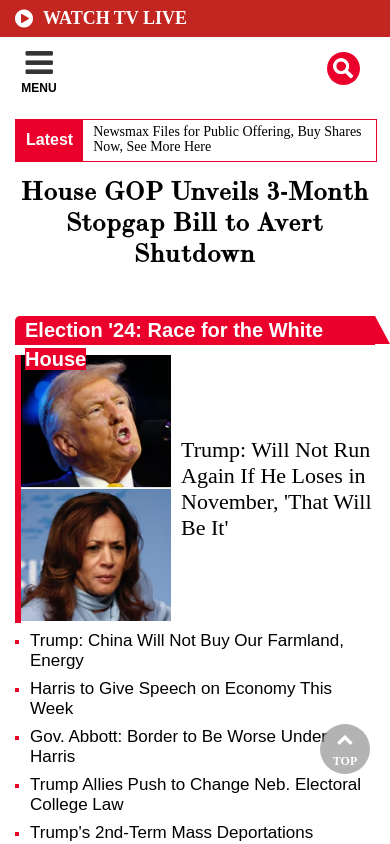 WATCH TV LIVE
MENU
Latest
Newsmax Files for Public Offering, Buy Shares
Now, See More Here
House GOP Unveils 3-Month
Stopgap Bill to Avert
Shutdown
Election '24: Race for the White
House
Trump: Will Not Run
Again If He Loses in
November, 'That Will
Be It'
Trump: China Will Not Buy Our Farmland,
Energy
Harris to Give Speech on Economy This
Week
Gov. Abbott: Border to Be Worse Under
Harris
TOP
Trump Allies Push to Change Neb. Electoral
College Law
Trump's 2nd-Term Mass Deportations